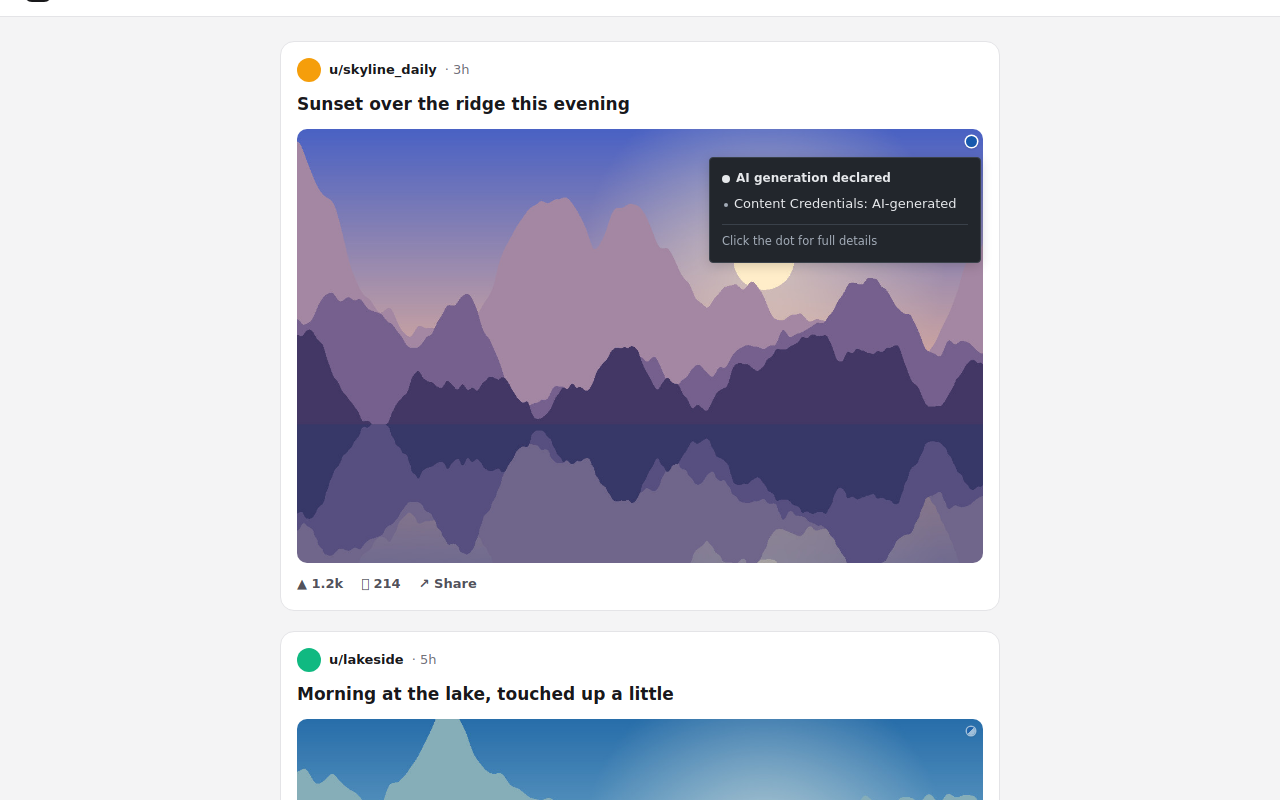 u/skyline_daily · 3h
Sunset over the ridge this evening
AI generation declared
Content Credentials: AI-generated
Click the dot for full details
▲ 1.2k 214 ↗ Share
u/lakeside · 5h
Morning at the lake, touched up a little